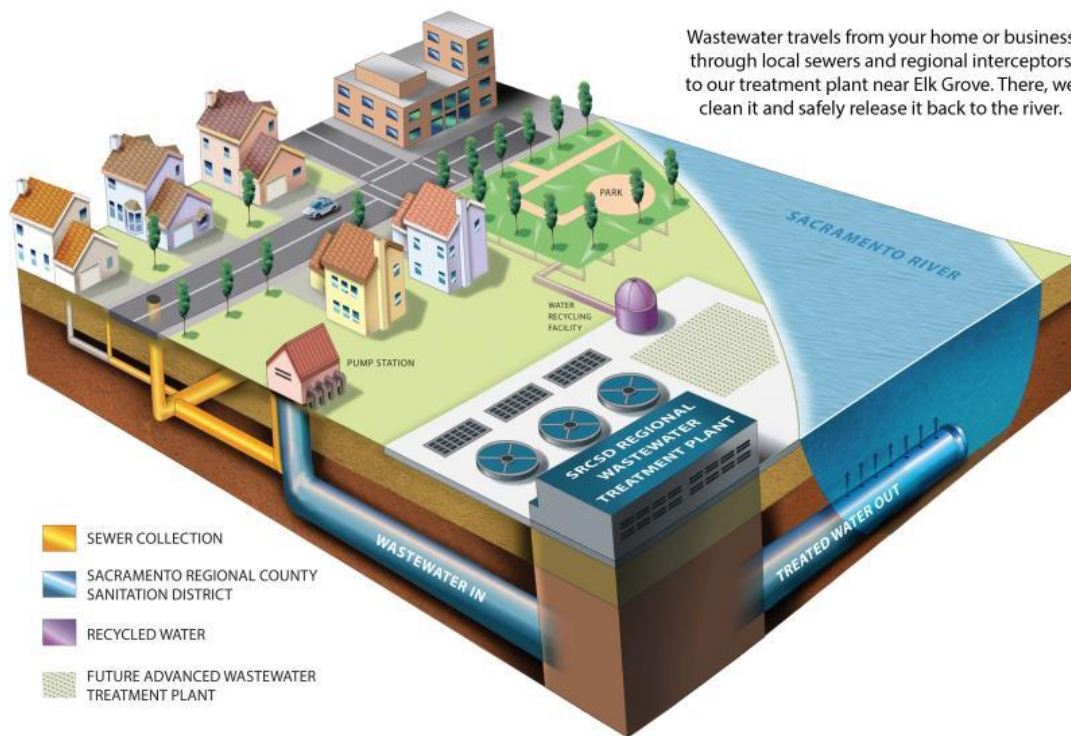 Wastewater travels from your home or business
through local sewers and regional interceptors
to our treatment plant near Elk Grove. There, we
clean it and safely release it back to the river.
PARK
SACRAMENTO RIVER
WATER
RECYCLING
FACILITY
PUMP STATION
SRCSD REGIONAL
WASTEWATER
TREATMENT PLANT
WASTEWATER IN
TREATED WATER OUT
SEWER COLLECTION
SACRAMENTO REGIONAL COUNTY
SANITATION DISTRICT
RECYCLED WATER
FUTURE ADVANCED WASTEWATER
TREATMENT PLANT